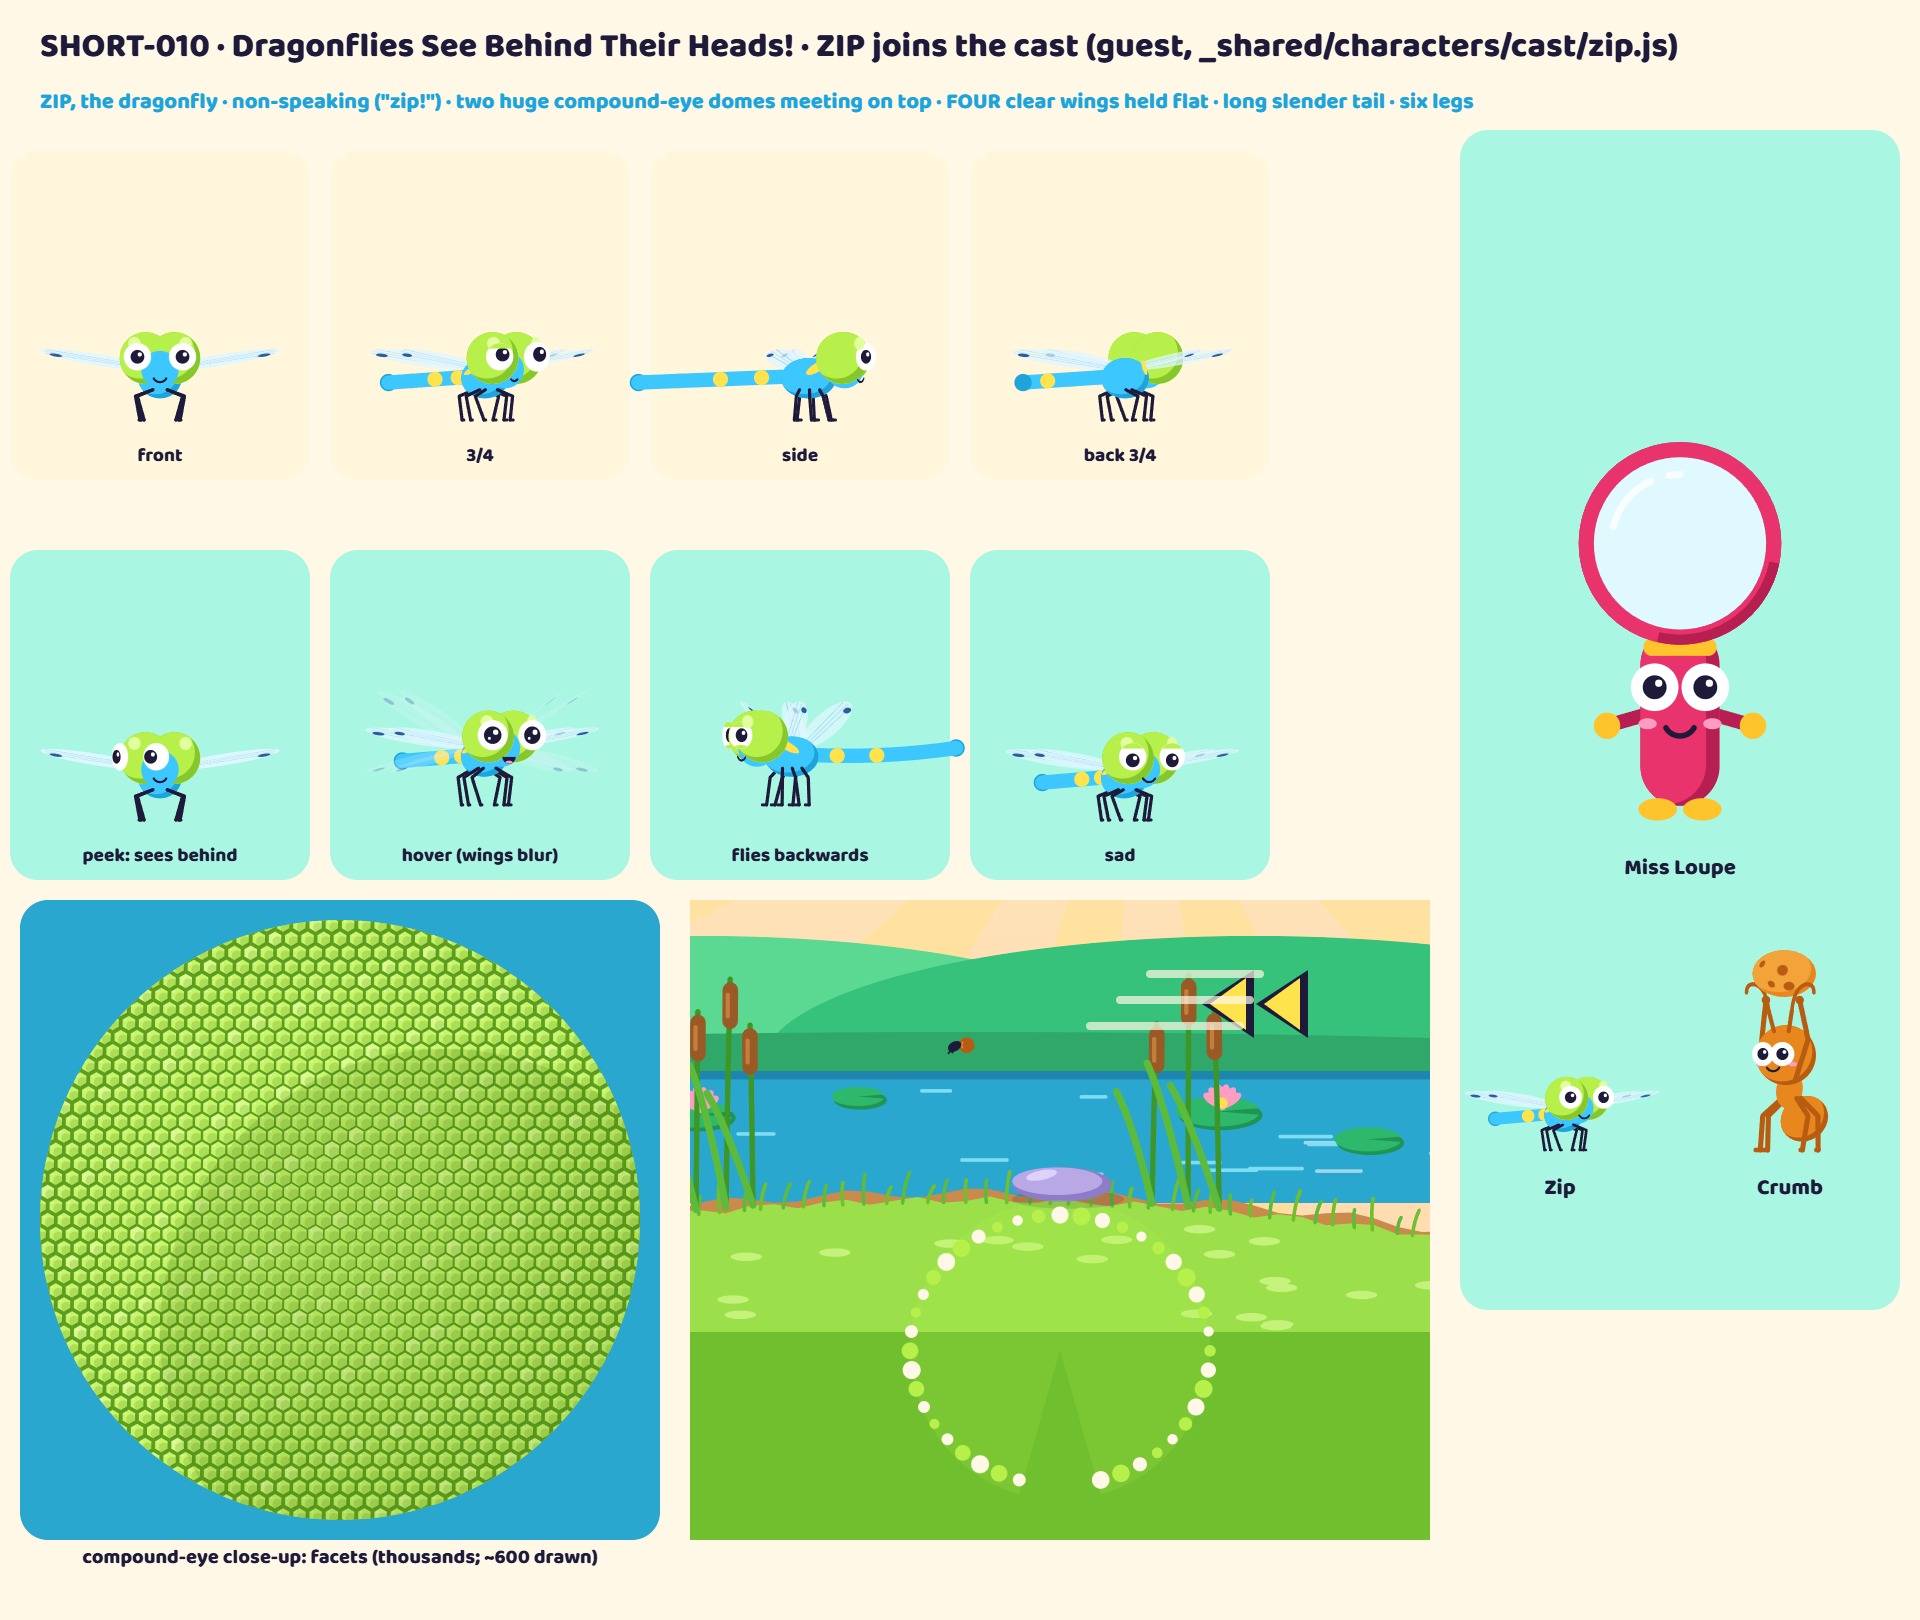 SHORT-010 · Dragonflies See Behind Their Heads! · ZIP joins the cast (guest, _shared/characters/cast/zip.js)
ZIP, the dragonfly · non-speaking ("zip!") · two huge compound-eye domes meeting on top · FOUR clear wings held flat · long slender tail · six legs
front
3/4
side
back 3/4
peek: sees behind
hover (wings blur)
flies backwards
sad
Miss Loupe
Zip
Crumb
compound-eye close-up: facets (thousands; ~600 drawn)